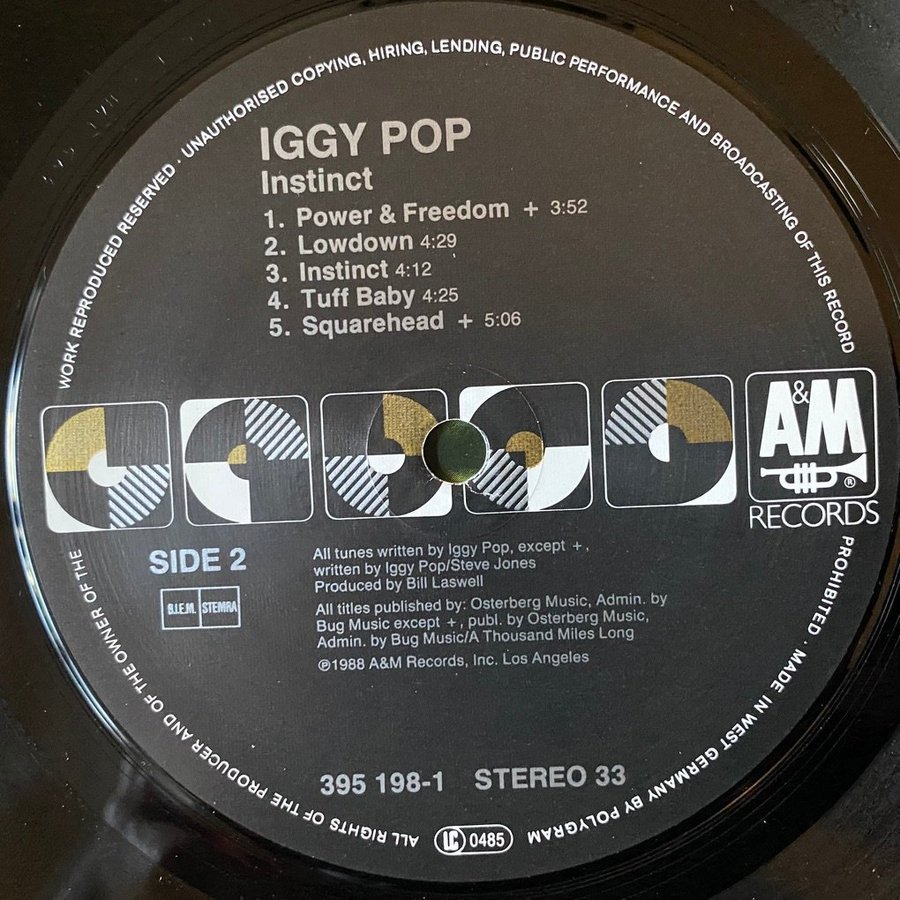 IGGY POP
Instinct
1. Power & Freedom + 3:52
2. Lowdown 4:29
3. Instinct 4:12
4. Tuff Baby 4:25
5. Squarehead + 5:06
A&M
®
RECORDS
SIDE 2
B.I.E.M. STEMRA
All tunes written by Iggy Pop, except +,
written by Iggy Pop/Steve Jones
Produced by Bill Laswell
All titles published by: Osterberg Music, Admin. by
Bug Music except +, publ. by Osterberg Music,
Admin. by Bug Music/A Thousand Miles Long
℗1988 A&M Records, Inc. Los Angeles
395 198-1 STEREO 33
LC 0485
ALL RIGHTS OF THE PRODUCER AND OF THE OWNER OF THE WORK REPRODUCED RESERVED · UNAUTHORISED COPYING, HIRING, LENDING, PUBLIC PERFORMANCE AND BROADCASTING OF THIS RECORD PROHIBITED · MADE IN WEST GERMANY BY POLYGRAM